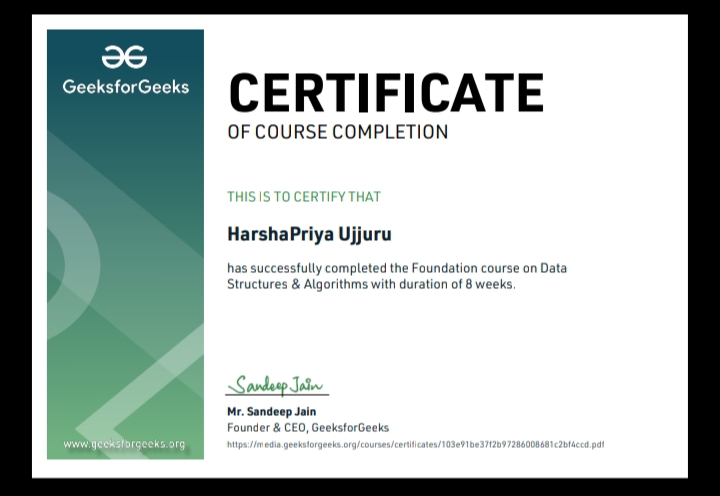 GeeksforGeeks
CERTIFICATE
OF COURSE COMPLETION
THIS IS TO CERTIFY THAT
HarshaPriya Ujjuru
has successfully completed the Foundation course on Data
Structures & Algorithms with duration of 8 weeks.
Sandeep Jain
Mr. Sandeep Jain
Founder & CEO, GeeksforGeeks
https://media.geeksforgeeks.org/courses/certificates/103e91be37f2b97286008681c2bf4ccd.pdf
www.geeksforgeeks.org